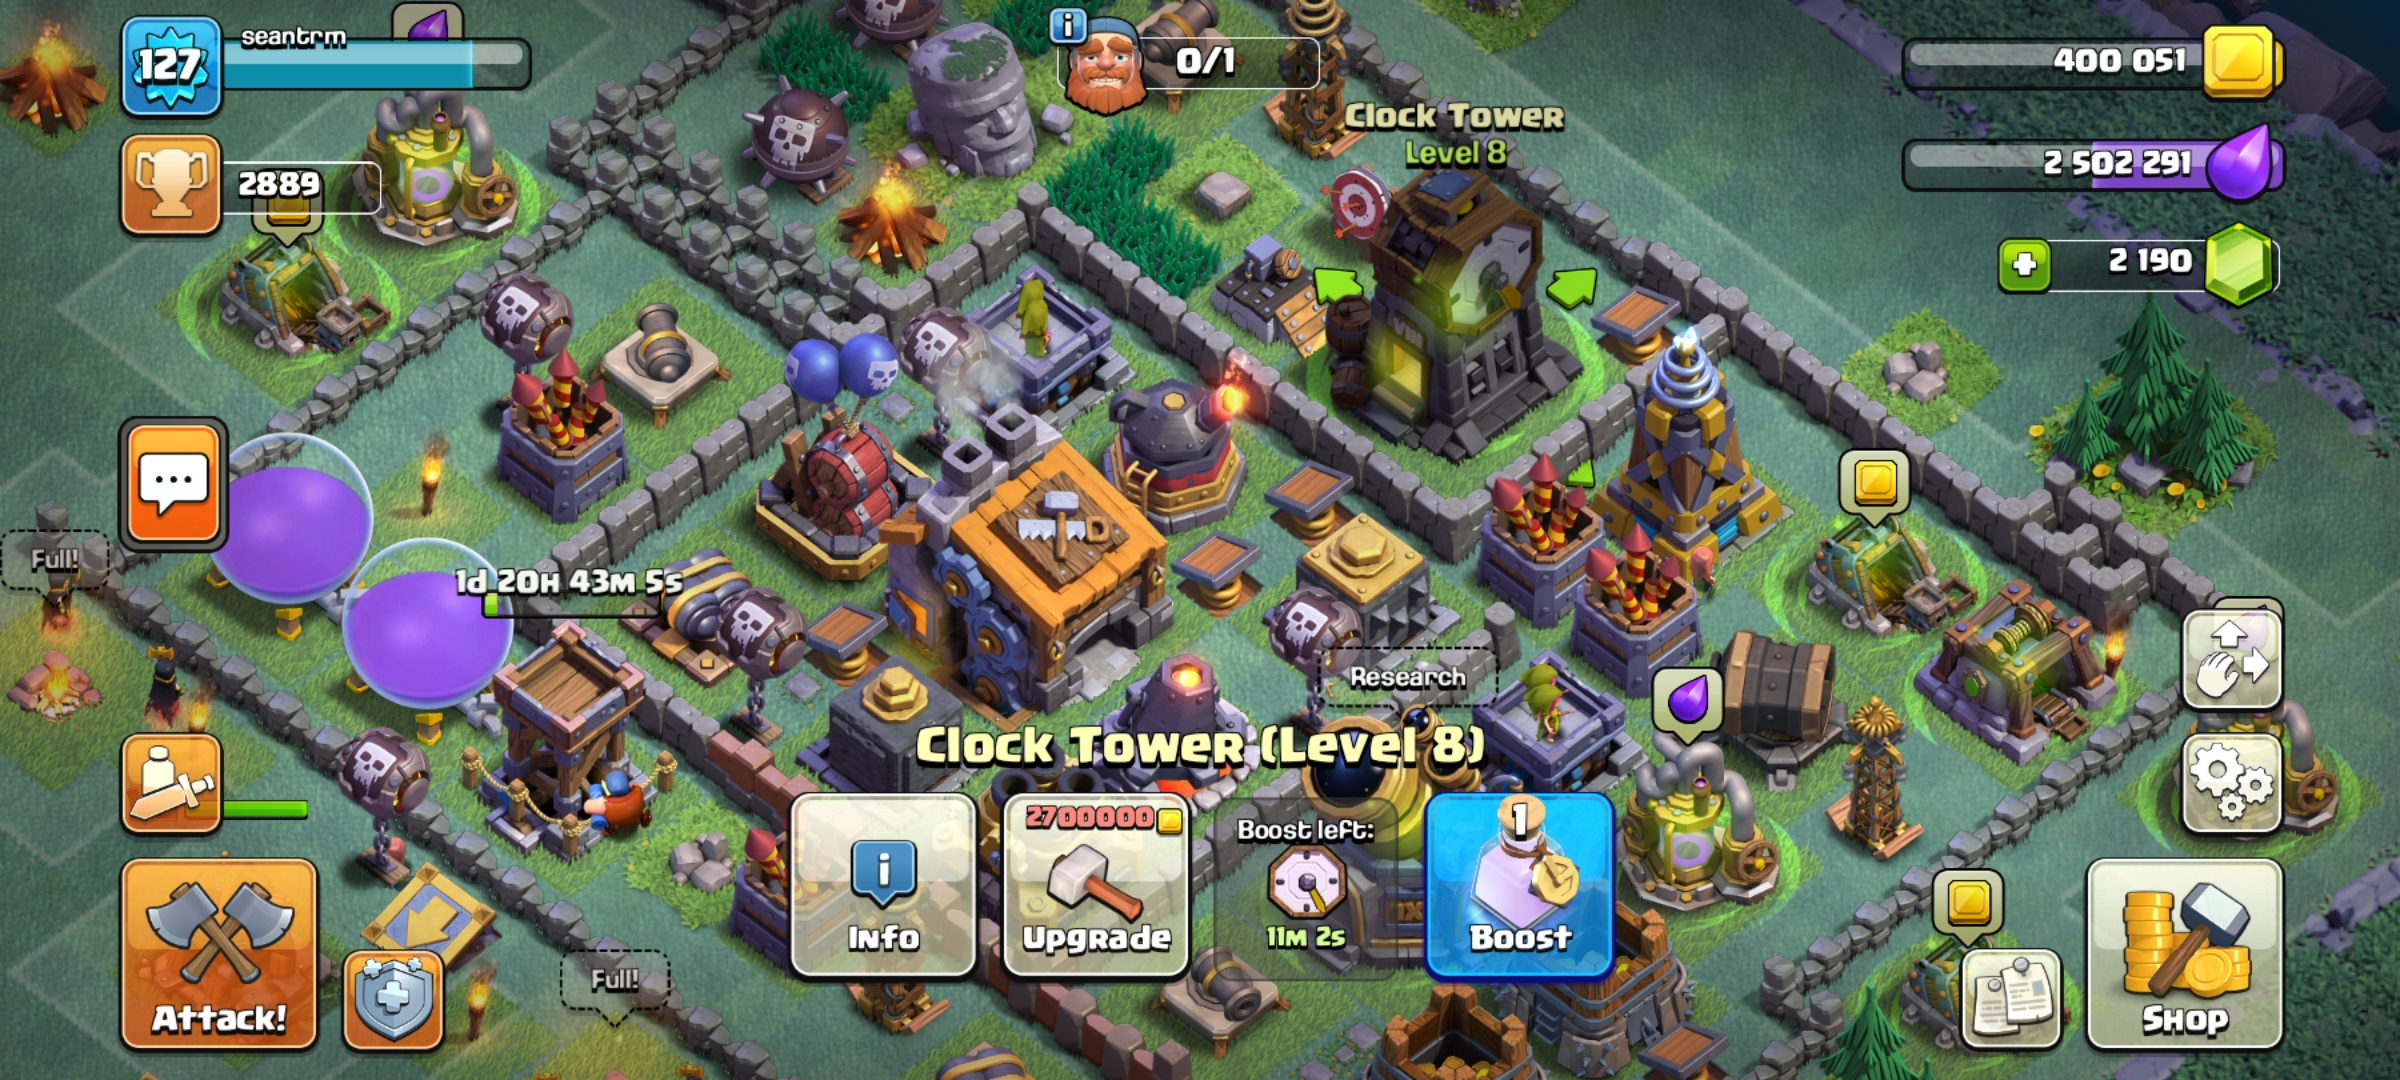 127
seantrm
0/1
400 051
Clock Tower
Level 8
2 502 291
2889
2 190
Full!
1d 20h 43m 5s
Research
Clock Tower (Level 8)
Info
2700000
Upgrade
Boost left:
11m 2s
1
Boost
Full!
Attack!
Shop
VIII
IX